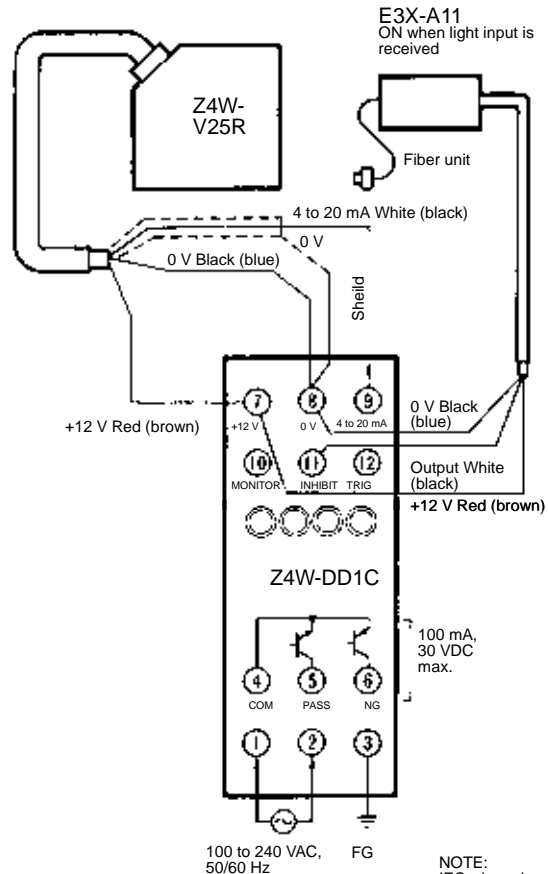 E3X-A11
ON when light input is
received
Z4W-
V25R
Fiber unit
4 to 20 mA White (black)
0 V
0 V Black (blue)
Sheild
7
8
9
+12 V
0 V
4 to 20 mA
+12 V Red (brown)
0 V Black
(blue)
10
11
12
MONITOR
INHIBIT
TRIG
Output White
(black)
+12 V Red (brown)
Z4W-DD1C
100 mA,
30 VDC
max.
4
5
6
COM
PASS
NG
1
2
3
100 to 240 VAC,
50/60 Hz
FG
NOTE: